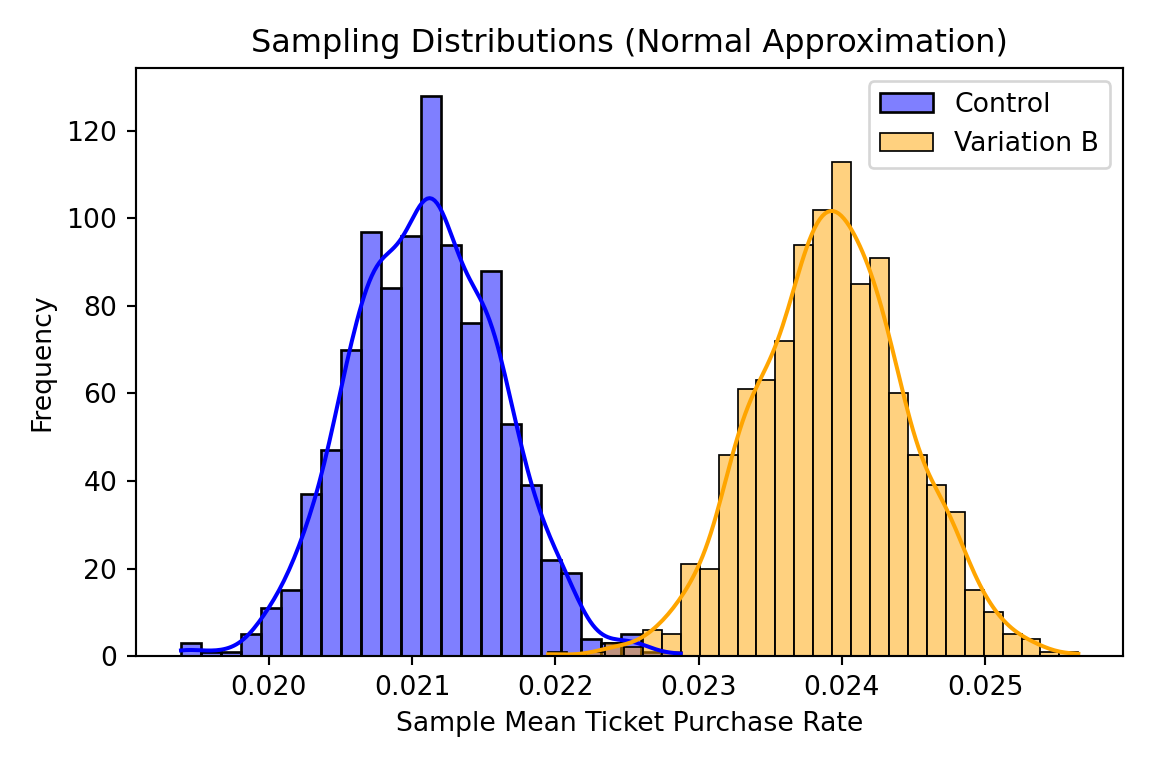 Sampling Distributions (Normal Approximation)
Control
Variation B
120
100
80
60
40
20
0
Frequency
0.020 0.021 0.022 0.023 0.024 0.025
Sample Mean Ticket Purchase Rate